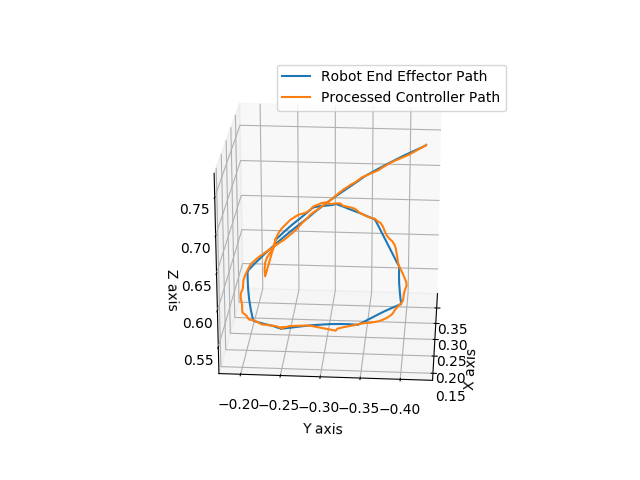 Robot End Effector Path
Processed Controller Path
0.75
0.70
0.65
0.60
0.55
Z axis
0.35
0.30
0.25
0.20
0.15
X axis
−0.20 −0.25 −0.30 −0.35 −0.40
Y axis